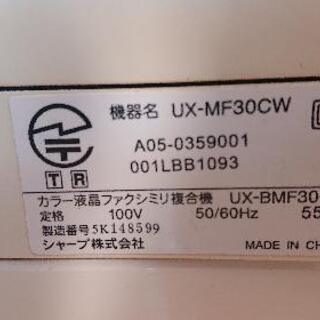 機器名 UX-MF30CW
A05-0359001
001LBB1093
T R
カラー液晶ファクシミリ複合機 UX-BMF30
定格 100V 50/60Hz 55
製造番号 5K148599
シャープ株式会社 MADE IN CH